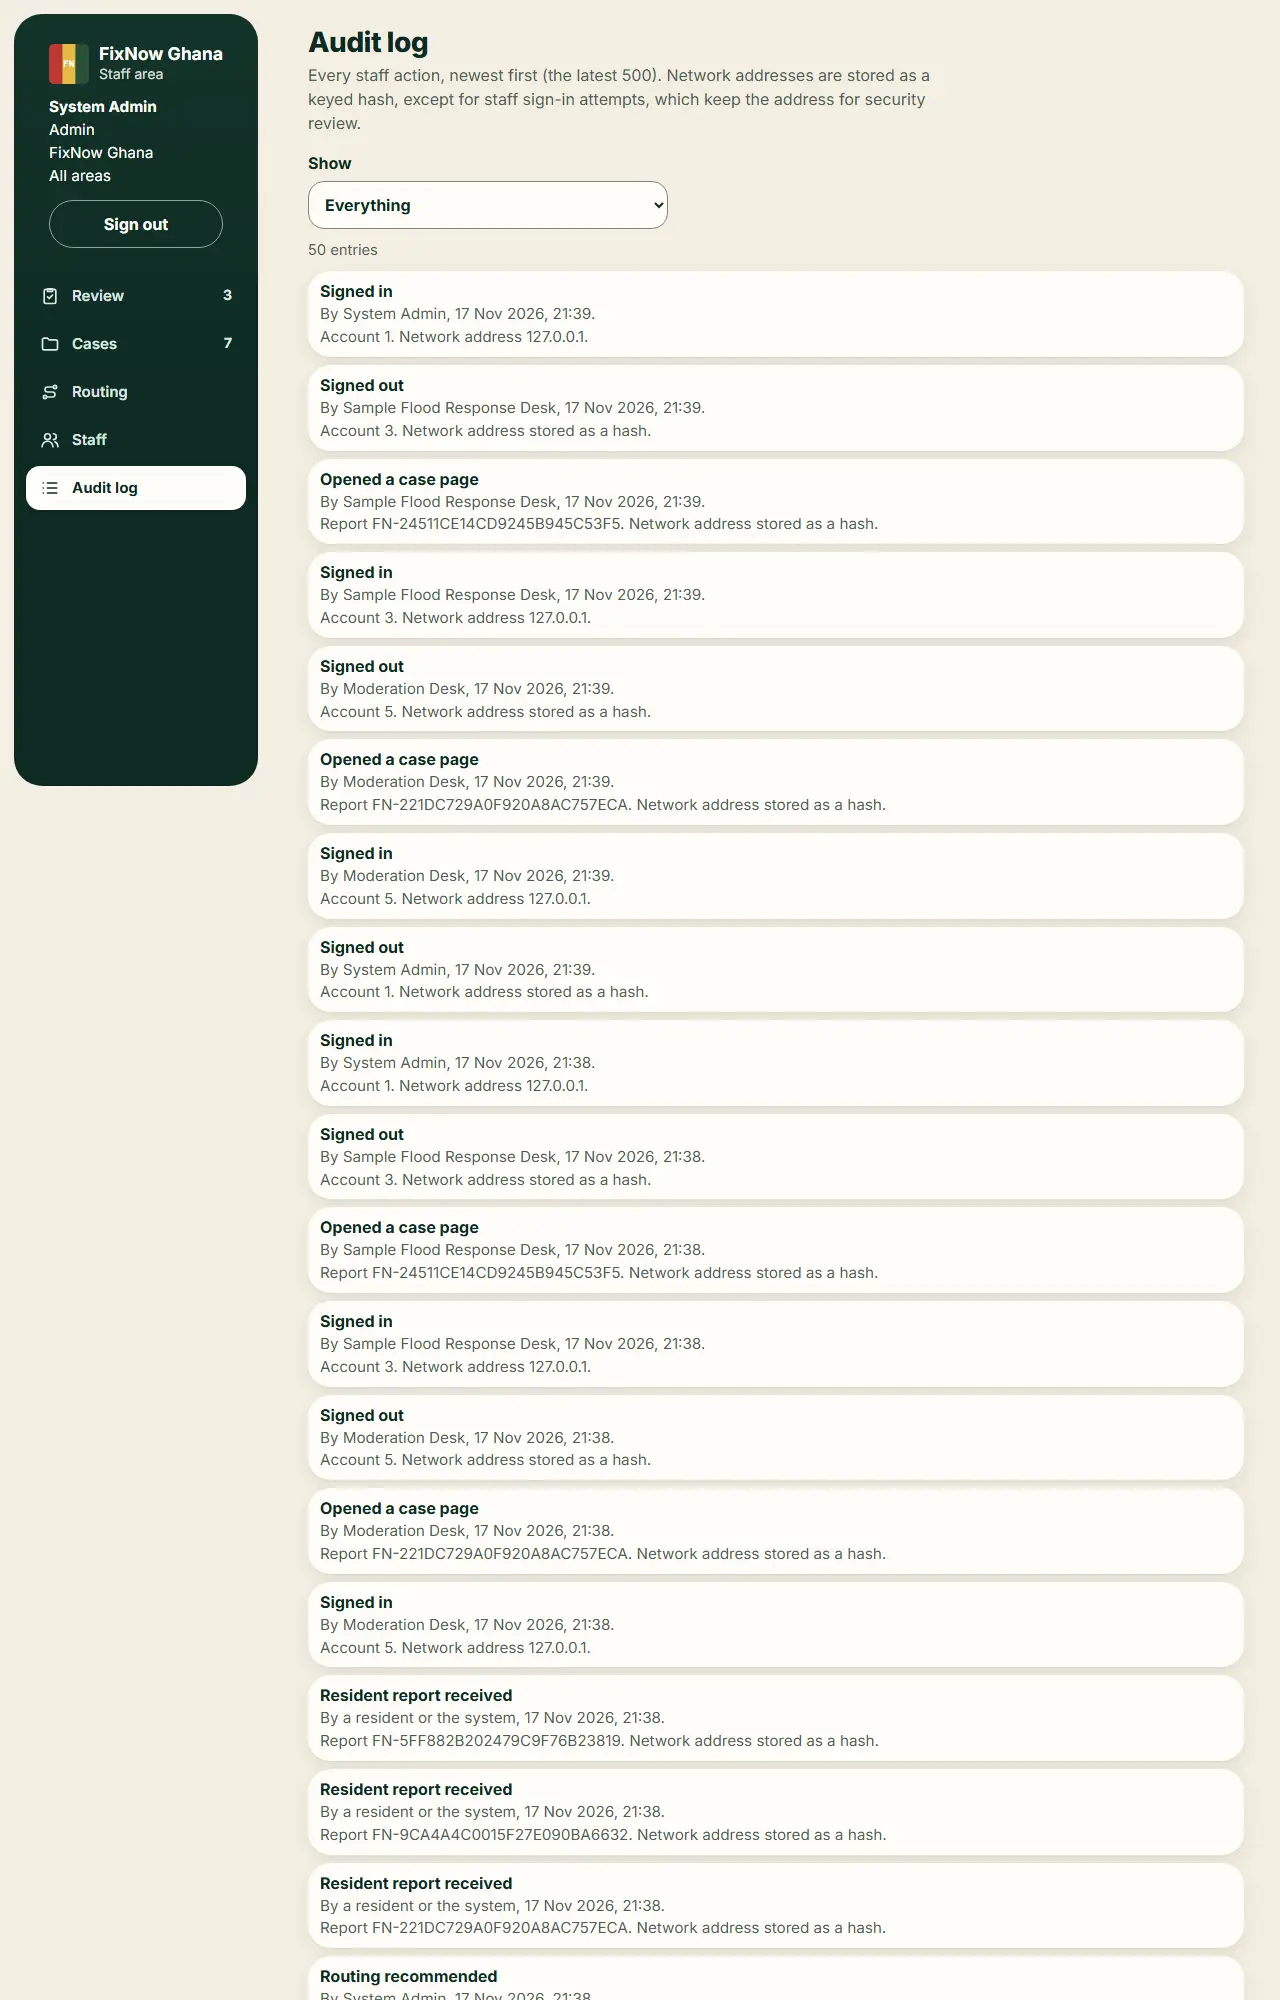 FN
FixNow Ghana
Staff area
System Admin
Admin
FixNow Ghana
All areas
Sign out
Review 3
Cases 7
Routing
Staff
Audit log
Audit log
Every staff action, newest first (the latest 500). Network addresses are stored as a
keyed hash, except for staff sign-in attempts, which keep the address for security
review.
Show
Everything
50 entries
Signed in
By System Admin, 17 Nov 2026, 21:39.
Account 1. Network address 127.0.0.1.
Signed out
By Sample Flood Response Desk, 17 Nov 2026, 21:39.
Account 3. Network address stored as a hash.
Opened a case page
By Sample Flood Response Desk, 17 Nov 2026, 21:39.
Report FN-24511CE14CD9245B945C53F5. Network address stored as a hash.
Signed in
By Sample Flood Response Desk, 17 Nov 2026, 21:39.
Account 3. Network address 127.0.0.1.
Signed out
By Moderation Desk, 17 Nov 2026, 21:39.
Account 5. Network address stored as a hash.
Opened a case page
By Moderation Desk, 17 Nov 2026, 21:39.
Report FN-221DC729A0F920A8AC757ECA. Network address stored as a hash.
Signed in
By Moderation Desk, 17 Nov 2026, 21:39.
Account 5. Network address 127.0.0.1.
Signed out
By System Admin, 17 Nov 2026, 21:39.
Account 1. Network address stored as a hash.
Signed in
By System Admin, 17 Nov 2026, 21:38.
Account 1. Network address 127.0.0.1.
Signed out
By Sample Flood Response Desk, 17 Nov 2026, 21:38.
Account 3. Network address stored as a hash.
Opened a case page
By Sample Flood Response Desk, 17 Nov 2026, 21:38.
Report FN-24511CE14CD9245B945C53F5. Network address stored as a hash.
Signed in
By Sample Flood Response Desk, 17 Nov 2026, 21:38.
Account 3. Network address 127.0.0.1.
Signed out
By Moderation Desk, 17 Nov 2026, 21:38.
Account 5. Network address stored as a hash.
Opened a case page
By Moderation Desk, 17 Nov 2026, 21:38.
Report FN-221DC729A0F920A8AC757ECA. Network address stored as a hash.
Signed in
By Moderation Desk, 17 Nov 2026, 21:38.
Account 5. Network address 127.0.0.1.
Resident report received
By a resident or the system, 17 Nov 2026, 21:38.
Report FN-5FF882B202479C9F76B23819. Network address stored as a hash.
Resident report received
By a resident or the system, 17 Nov 2026, 21:38.
Report FN-9CA4A4C0015F27E090BA6632. Network address stored as a hash.
Resident report received
By a resident or the system, 17 Nov 2026, 21:38.
Report FN-221DC729A0F920A8AC757ECA. Network address stored as a hash.
Routing recommended
By System Admin, 17 Nov 2026, 21:38.